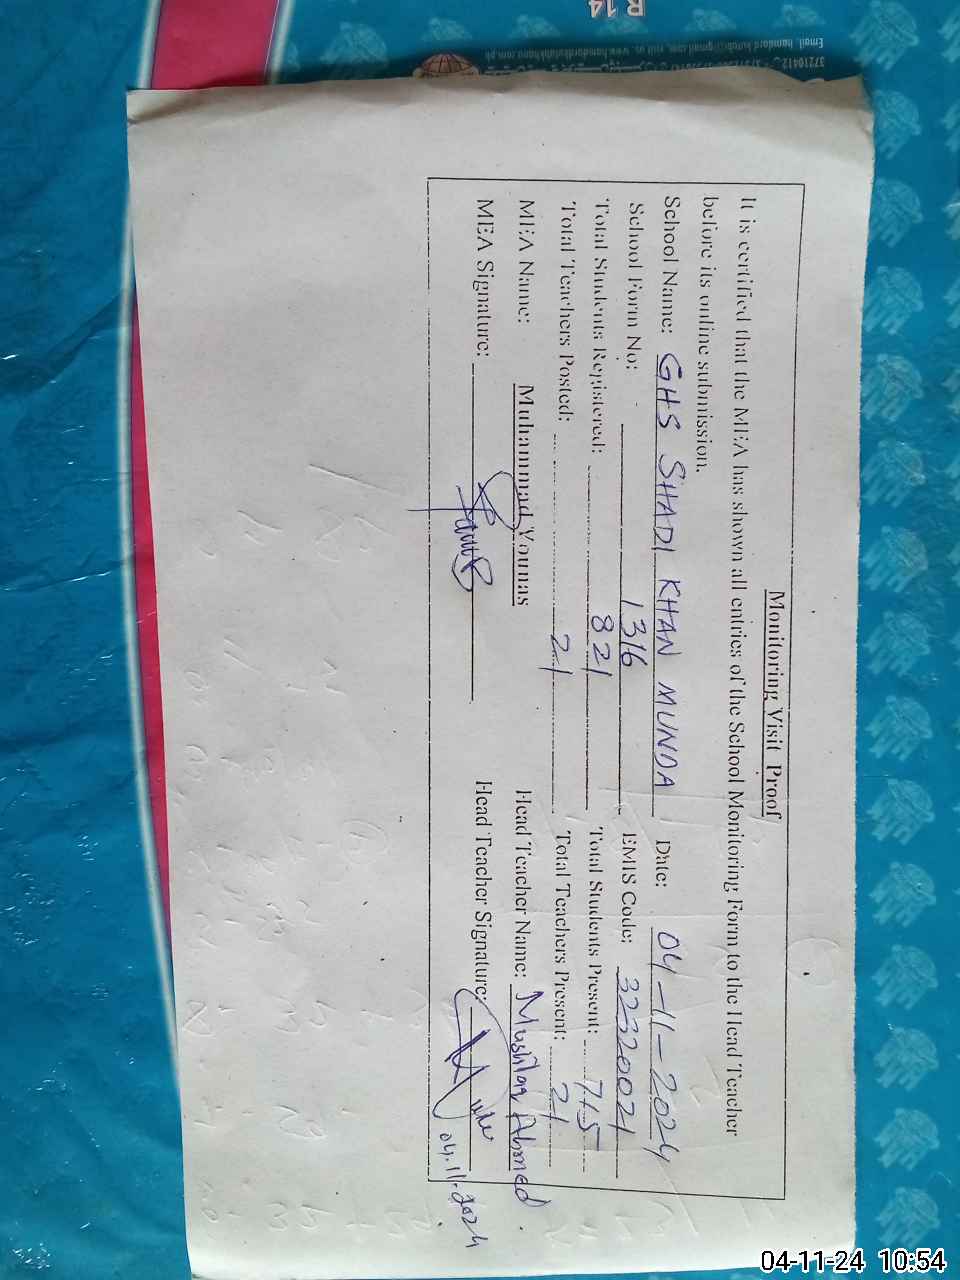 Monitoring Visit Proof
It is certified that the MEA has shown all entries of the School Monitoring Form to the Head Teacher
before its online submission.
School Name: GHS SHADI KHAN MUNDA Date: 04-11-2024
School Form No: 1316 EMIS Code: 32320021
Total Students Registered: 821 Total Students Present: 715
Total Teachers Posted: 21 Total Teachers Present: 21
MEA Name: Muhammad Younas Head Teacher Name: Mushtaq Ahmed
MEA Signature: Head Teacher Signature:
04.11.2024
R 14
04-11-24 10:54